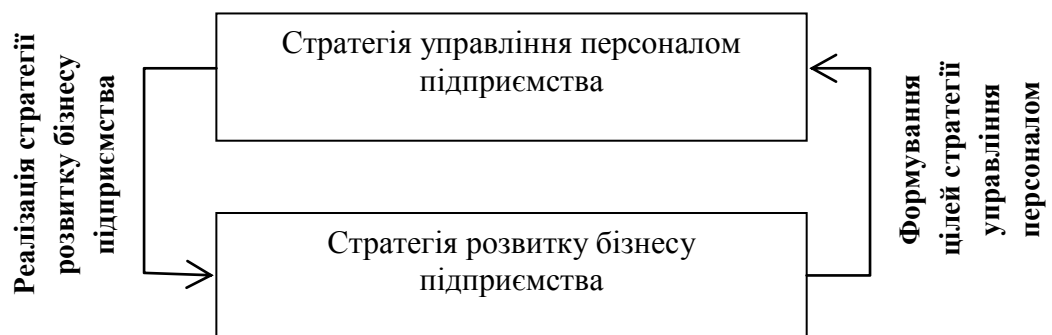 Стратегія управління персоналом
підприємства
Реалізація стратегії
розвитку бізнесу
підприємства
Формування
цілей стратегії
управління
персоналом
Стратегія розвитку бізнесу
підприємства